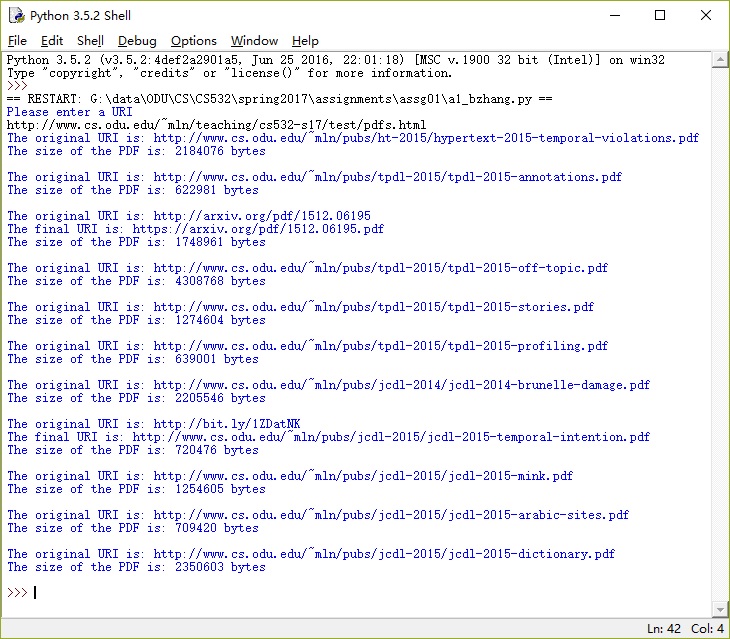 Python 3.5.2 Shell
File Edit Shell Debug Options Window Help
Python 3.5.2 (v3.5.2:4def2a2901a5, Jun 25 2016, 22:01:18) [MSC v.1900 32 bit (Intel)] on win32
Type "copyright", "credits" or "license()" for more information.
>>>
== RESTART: G:\data\ODU\CS\CS532\spring2017\assignments\assg01\a1_bzhang.py ==
Please enter a URI
http://www.cs.odu.edu/~mln/teaching/cs532-s17/test/pdfs.html
The original URI is: http://www.cs.odu.edu/~mln/pubs/ht-2015/hypertext-2015-temporal-violations.pdf
The size of the PDF is: 2184076 bytes

The original URI is: http://www.cs.odu.edu/~mln/pubs/tpdl-2015/tpdl-2015-annotations.pdf
The size of the PDF is: 622981 bytes

The original URI is: http://arxiv.org/pdf/1512.06195
The final URI is: https://arxiv.org/pdf/1512.06195.pdf
The size of the PDF is: 1748961 bytes

The original URI is: http://www.cs.odu.edu/~mln/pubs/tpdl-2015/tpdl-2015-off-topic.pdf
The size of the PDF is: 4308768 bytes

The original URI is: http://www.cs.odu.edu/~mln/pubs/tpdl-2015/tpdl-2015-stories.pdf
The size of the PDF is: 1274604 bytes

The original URI is: http://www.cs.odu.edu/~mln/pubs/tpdl-2015/tpdl-2015-profiling.pdf
The size of the PDF is: 639001 bytes

The original URI is: http://www.cs.odu.edu/~mln/pubs/jcdl-2014/jcdl-2014-brunelle-damage.pdf
The size of the PDF is: 2205546 bytes

The original URI is: http://bit.ly/1ZDatNK
The final URI is: http://www.cs.odu.edu/~mln/pubs/jcdl-2015/jcdl-2015-temporal-intention.pdf
The size of the PDF is: 720476 bytes

The original URI is: http://www.cs.odu.edu/~mln/pubs/jcdl-2015/jcdl-2015-mink.pdf
The size of the PDF is: 1254605 bytes

The original URI is: http://www.cs.odu.edu/~mln/pubs/jcdl-2015/jcdl-2015-arabic-sites.pdf
The size of the PDF is: 709420 bytes

The original URI is: http://www.cs.odu.edu/~mln/pubs/jcdl-2015/jcdl-2015-dictionary.pdf
The size of the PDF is: 2350603 bytes

>>>
Ln: 42 Col: 4